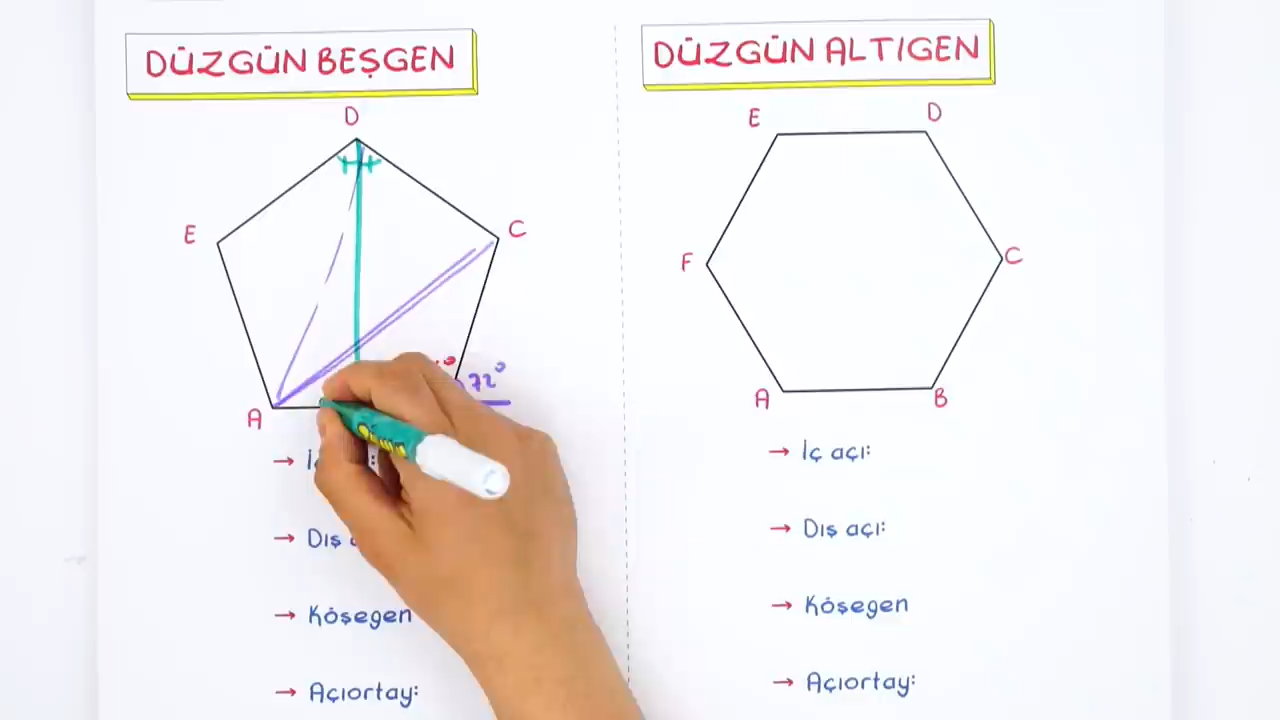 DÜZGÜN BEŞGEN
D
E
C
72°
A
Dış
→ Köşegen
→ Açıortay:
DÜZGÜN ALTIGEN
E
D
F
C
A
B
→ İç açı:
→ Dış açı:
→ Köşegen
→ Açıortay: